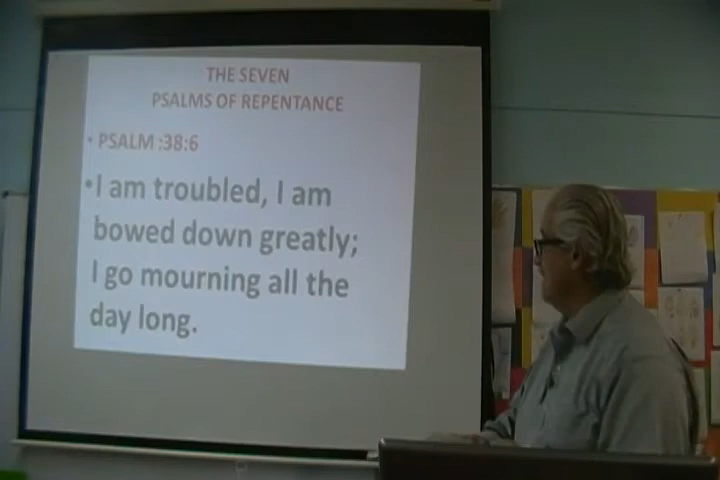 THE SEVEN
PSALMS OF REPENTANCE
• PSALM :38:6
•I am troubled, I am
bowed down greatly;
I go mourning all the
day long.